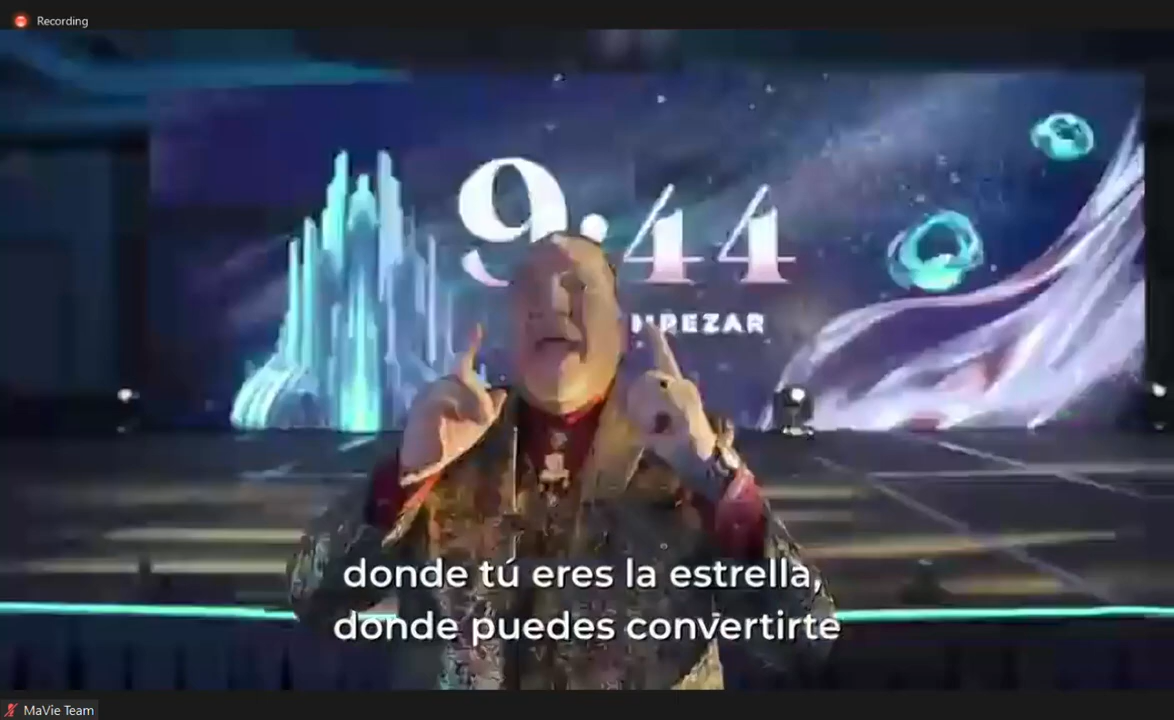 Recording
9:44
donde tú eres la estrella,
donde puedes convertirte
MaVie Team